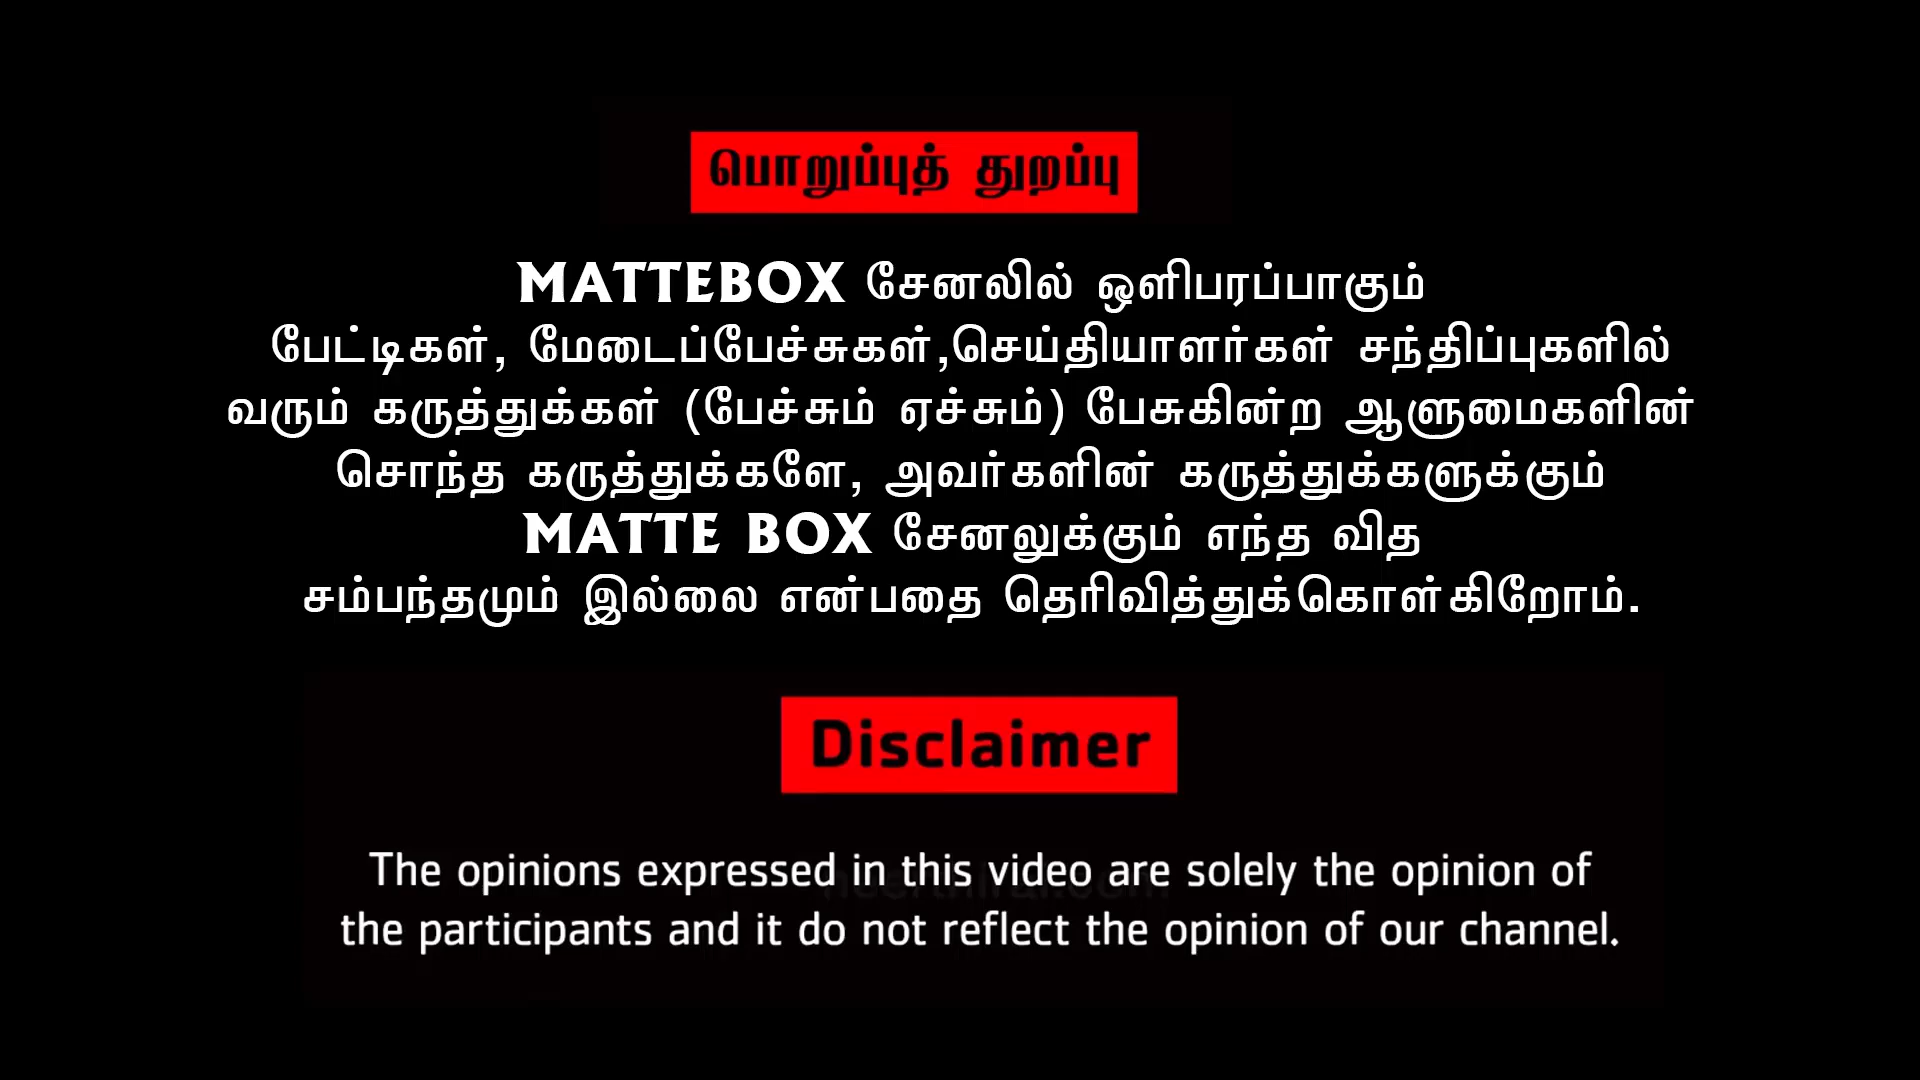 பொறுப்புத் துறப்பு
MATTEBOX சேனலில் ஒளிபரப்பாகும்
பேட்டிகள், மேடைப்பேச்சுகள்,செய்தியாளர்கள் சந்திப்புகளில்
வரும் கருத்துக்கள் (பேச்சும் ஏச்சும்) பேசுகின்ற ஆளுமைகளின்
சொந்த கருத்துக்களே, அவர்களின் கருத்துக்களுக்கும்
MATTE BOX சேனலுக்கும் எந்த வித
சம்பந்தமும் இல்லை என்பதை தெரிவித்துக்கொள்கிறோம்.
Disclaimer
The opinions expressed in this video are solely the opinion of
the participants and it do not reflect the opinion of our channel.